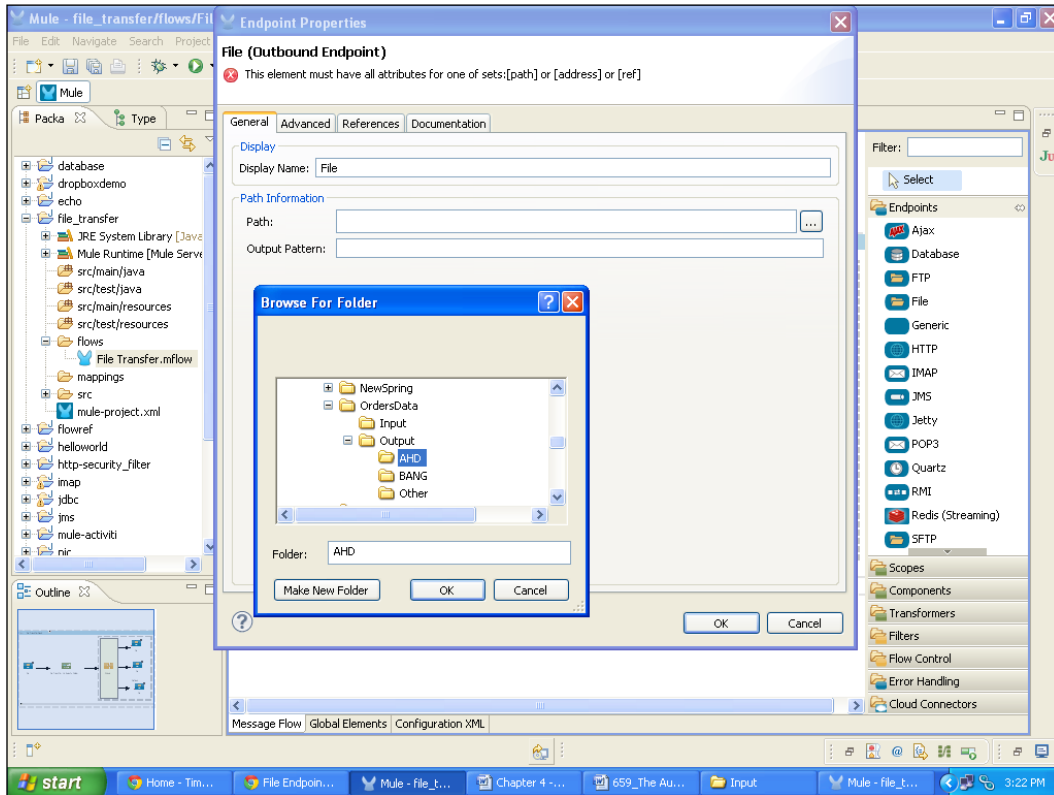 Mule - file_transfer/flows/Fil
File Edit Navigate Search Project
Mule
Packa
Type
database
dropboxdemo
echo
file_transfer
JRE System Library [Java
Mule Runtime [Mule Serve
src/main/java
src/test/java
src/main/resources
src/test/resources
flows
File Transfer.mflow
mappings
src
mule-project.xml
flowref
helloworld
http-security_filter
imap
jdbc
jms
mule-activiti
nic
Outline
Endpoint Properties
File (Outbound Endpoint)
This element must have all attributes for one of sets:[path] or [address] or [ref]
General Advanced References Documentation
Display
Display Name: File
Path Information
Path:
...
Output Pattern:
Browse For Folder
NewSpring
OrdersData
Input
Output
AHD
BANG
Other
Folder: AHD
Make New Folder OK Cancel
OK Cancel
Filter:
Select
Endpoints
Ajax
Database
FTP
File
Generic
HTTP
IMAP
JMS
Jetty
POP3
Quartz
RMI
Redis (Streaming)
SFTP
Scopes
Components
Transformers
Filters
Flow Control
Error Handling
Cloud Connectors
Ju
Message Flow Global Elements Configuration XML
start
Home - Tim...
File Endpoin...
Mule - file_t...
Chapter 4 -...
659_The Au...
Input
Mule - file_t...
3:22 PM